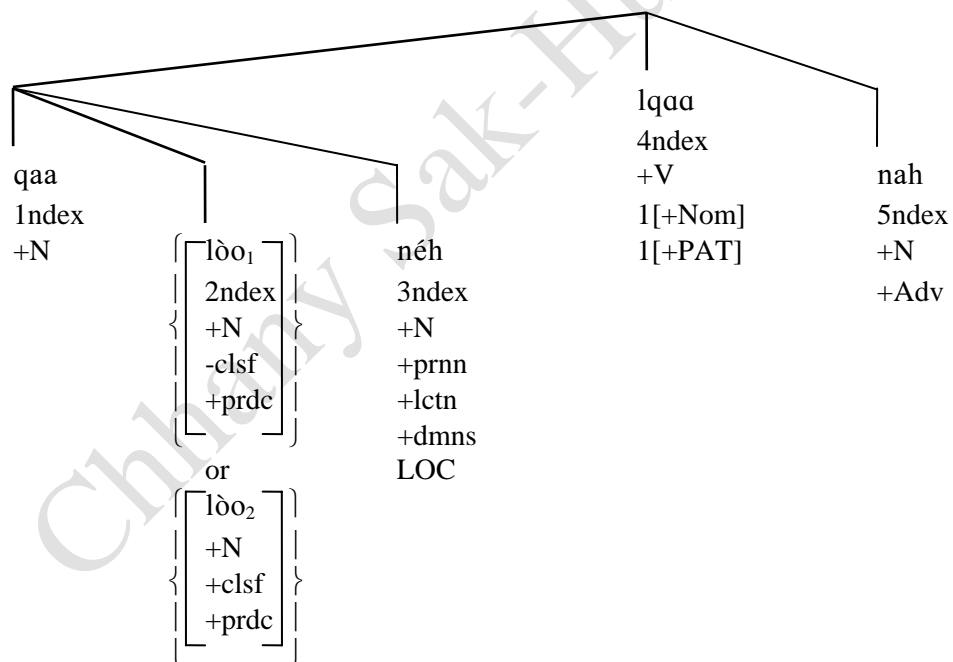 qaa
1ndex
+N
lòo₁
2ndex
+N
-clsf
+prdc
or
lòo₂
+N
+clsf
+prdc
néh
3ndex
+N
+prnn
+lctn
+dmns
LOC
lqɑɑ
4ndex
+V
1[+Nom]
1[+PAT]
nah
5ndex
+N
+Adv
Chhany Sak-Hu